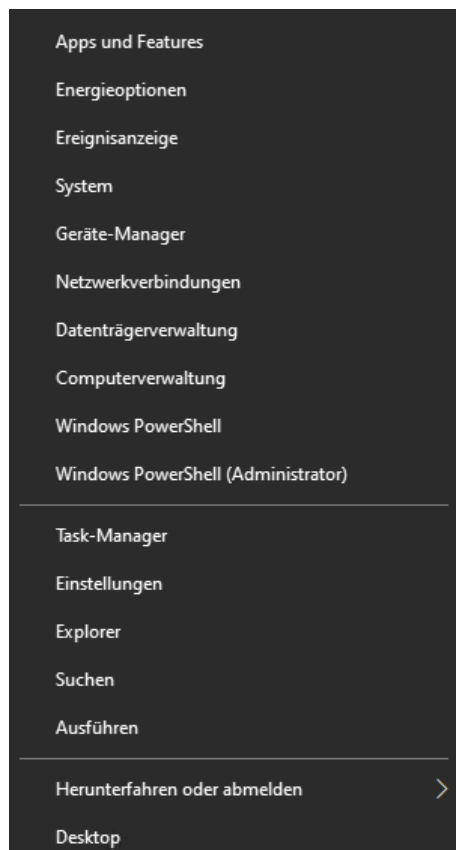 Apps und Features
Energieoptionen
Ereignisanzeige
System
Geräte-Manager
Netzwerkverbindungen
Datenträgerverwaltung
Computerverwaltung
Windows PowerShell
Windows PowerShell (Administrator)
Task-Manager
Einstellungen
Explorer
Suchen
Ausführen
Herunterfahren oder abmelden
Desktop